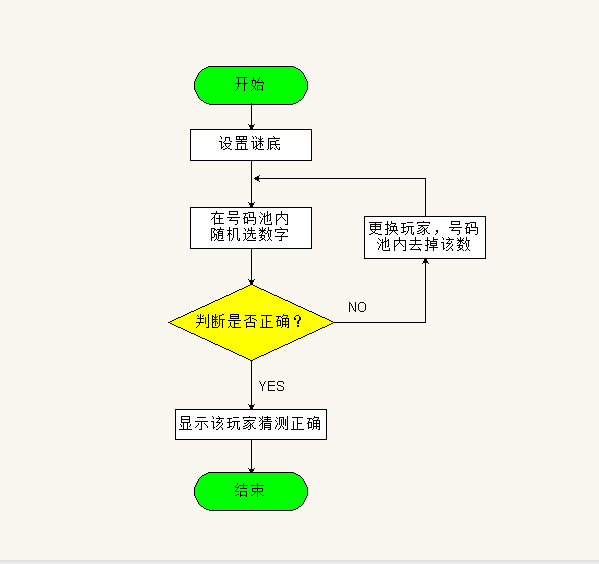 开始
设置谜底
在号码池内
随机选数字
更换玩家，号码
池内去掉该数
判断是否正确？
NO
YES
显示该玩家猜测正确
结束